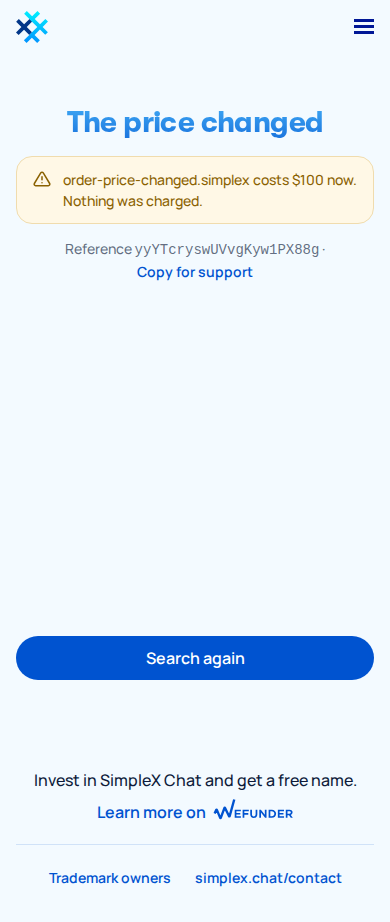 The price changed
order-price-changed.simplex costs $100 now.
Nothing was charged.
Reference yyYTcryswUVvgKyw1PX88g ·
Copy for support
Search again
Invest in SimpleX Chat and get a free name.
Learn more on WEFUNDER
Trademark owners simplex.chat/contact